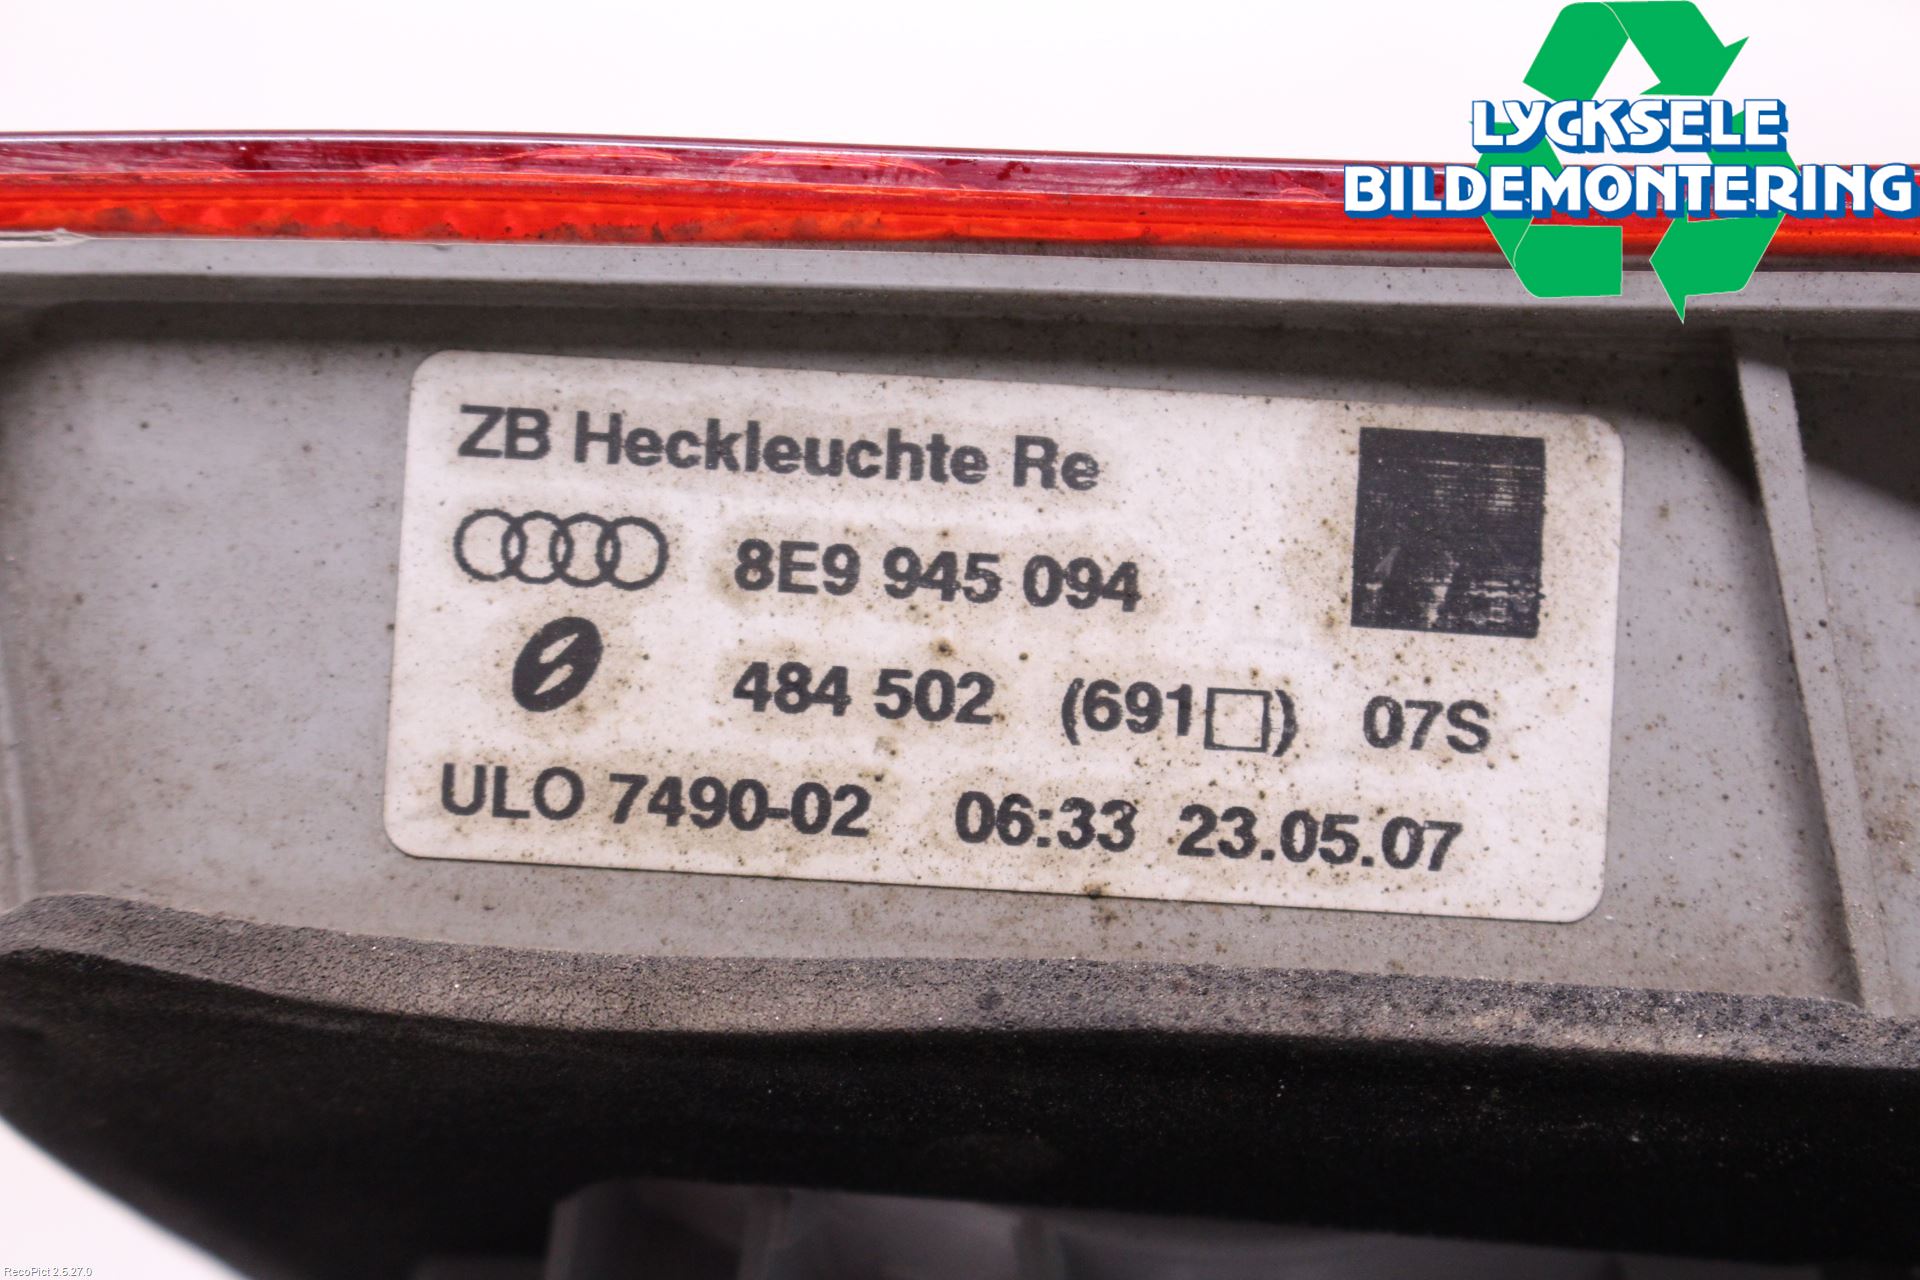 LYCKSELE
BILDEMONTERING
ZB Heckleuchte Re
8E9 945 094
484 502 (691□) 07S
ULO 7490-02 06:33 23.05.07
RecoPict 2.5.27.0